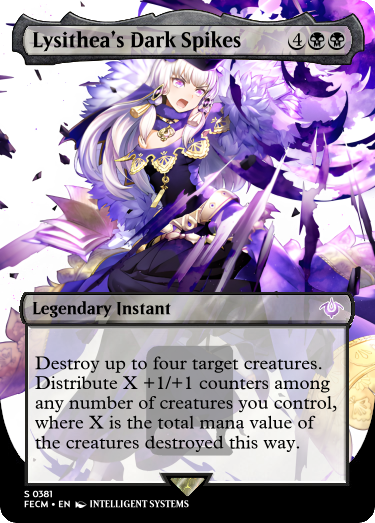 Lysithea's Dark Spikes 4
Legendary Instant
Destroy up to four target creatures.
Distribute X +1/+1 counters among
any number of creatures you control,
where X is the total mana value of
the creatures destroyed this way.
S 0381
FECM • EN INTELLIGENT SYSTEMS